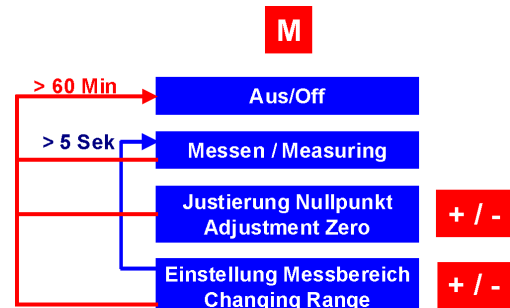 M
> 60 Min
Aus/Off
> 5 Sek
Messen / Measuring
Justierung Nullpunkt
Adjustment Zero
+ / -
Einstellung Messbereich
Changing Range
+ / -